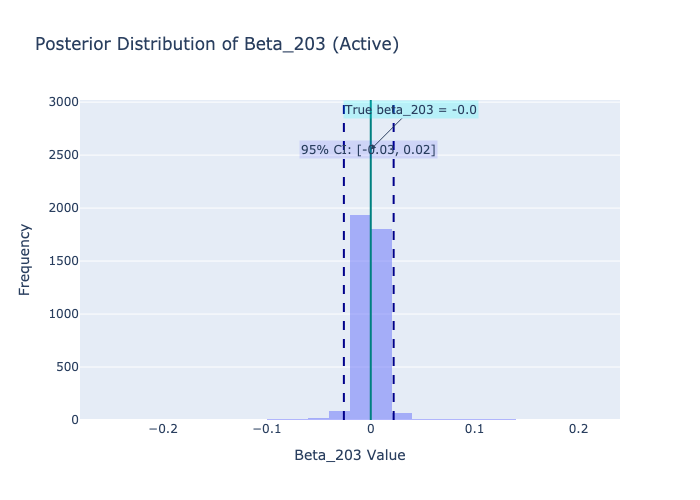 Posterior Distribution of Beta_203 (Active)
True beta_203 = -0.0
95% CI: [-0.03, 0.02]
3000
2500
2000
1500
1000
500
0
Frequency
−0.2
−0.1
0
0.1
0.2
Beta_203 Value